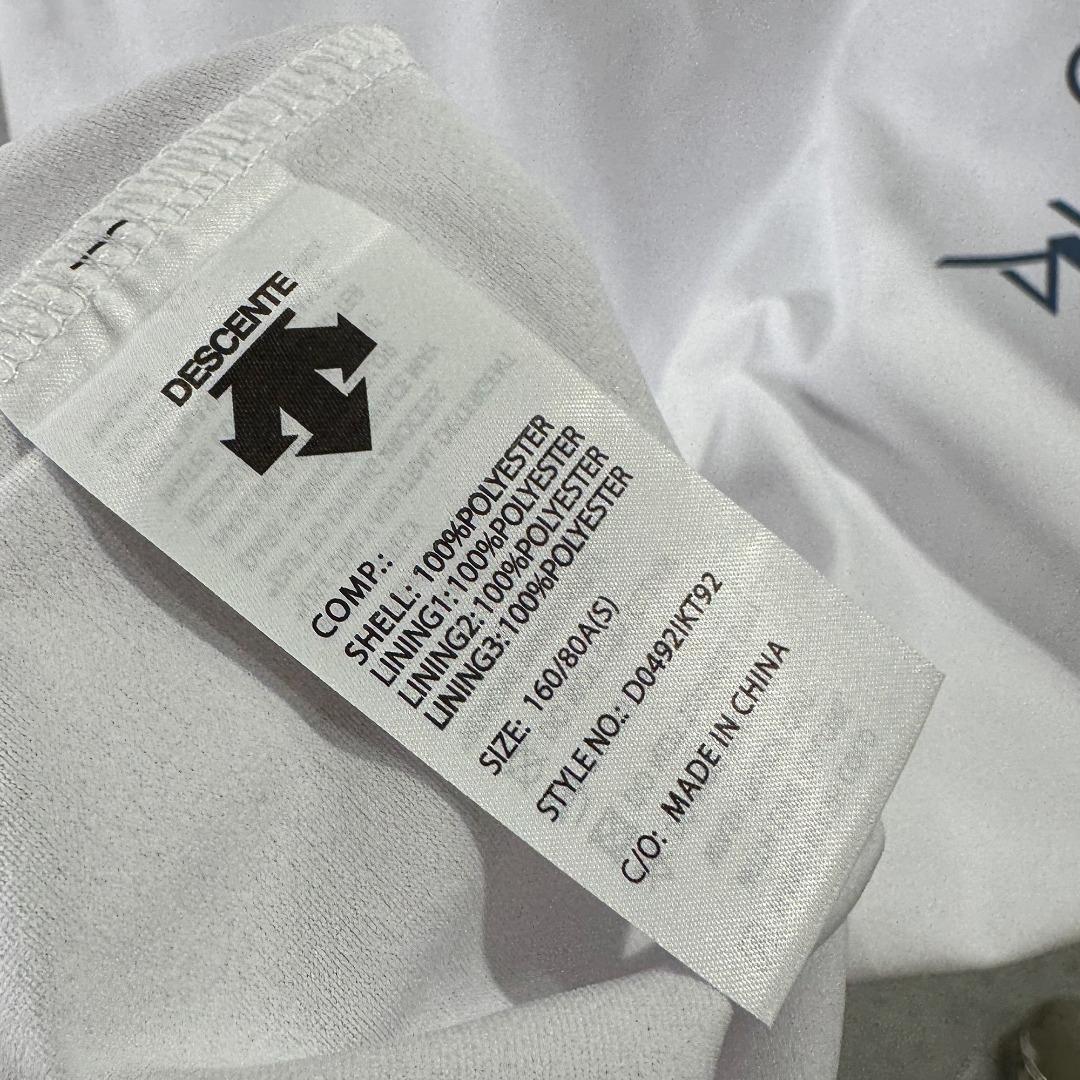 DESCENTE
COMP.:
SHELL: 100%POLYESTER
LINING1:100%POLYESTER
LINING2: 100%POLYESTER
LINING3: 100%POLYESTER
SIZE: 160/80A(S)
STYLE NO.: D0492IKT92
C/O: MADE IN CHINA